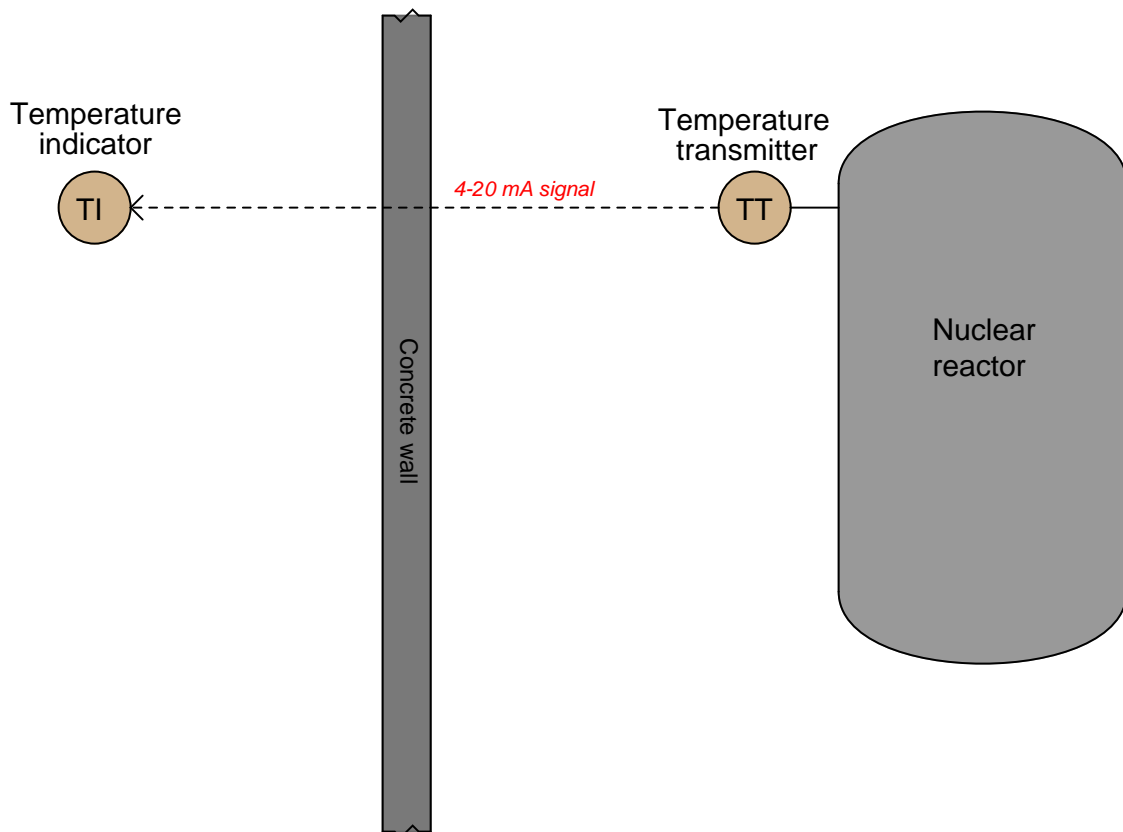 Temperature
indicator
TI
4-20 mA signal
Temperature
transmitter
TT
Concrete wall
Nuclear
reactor